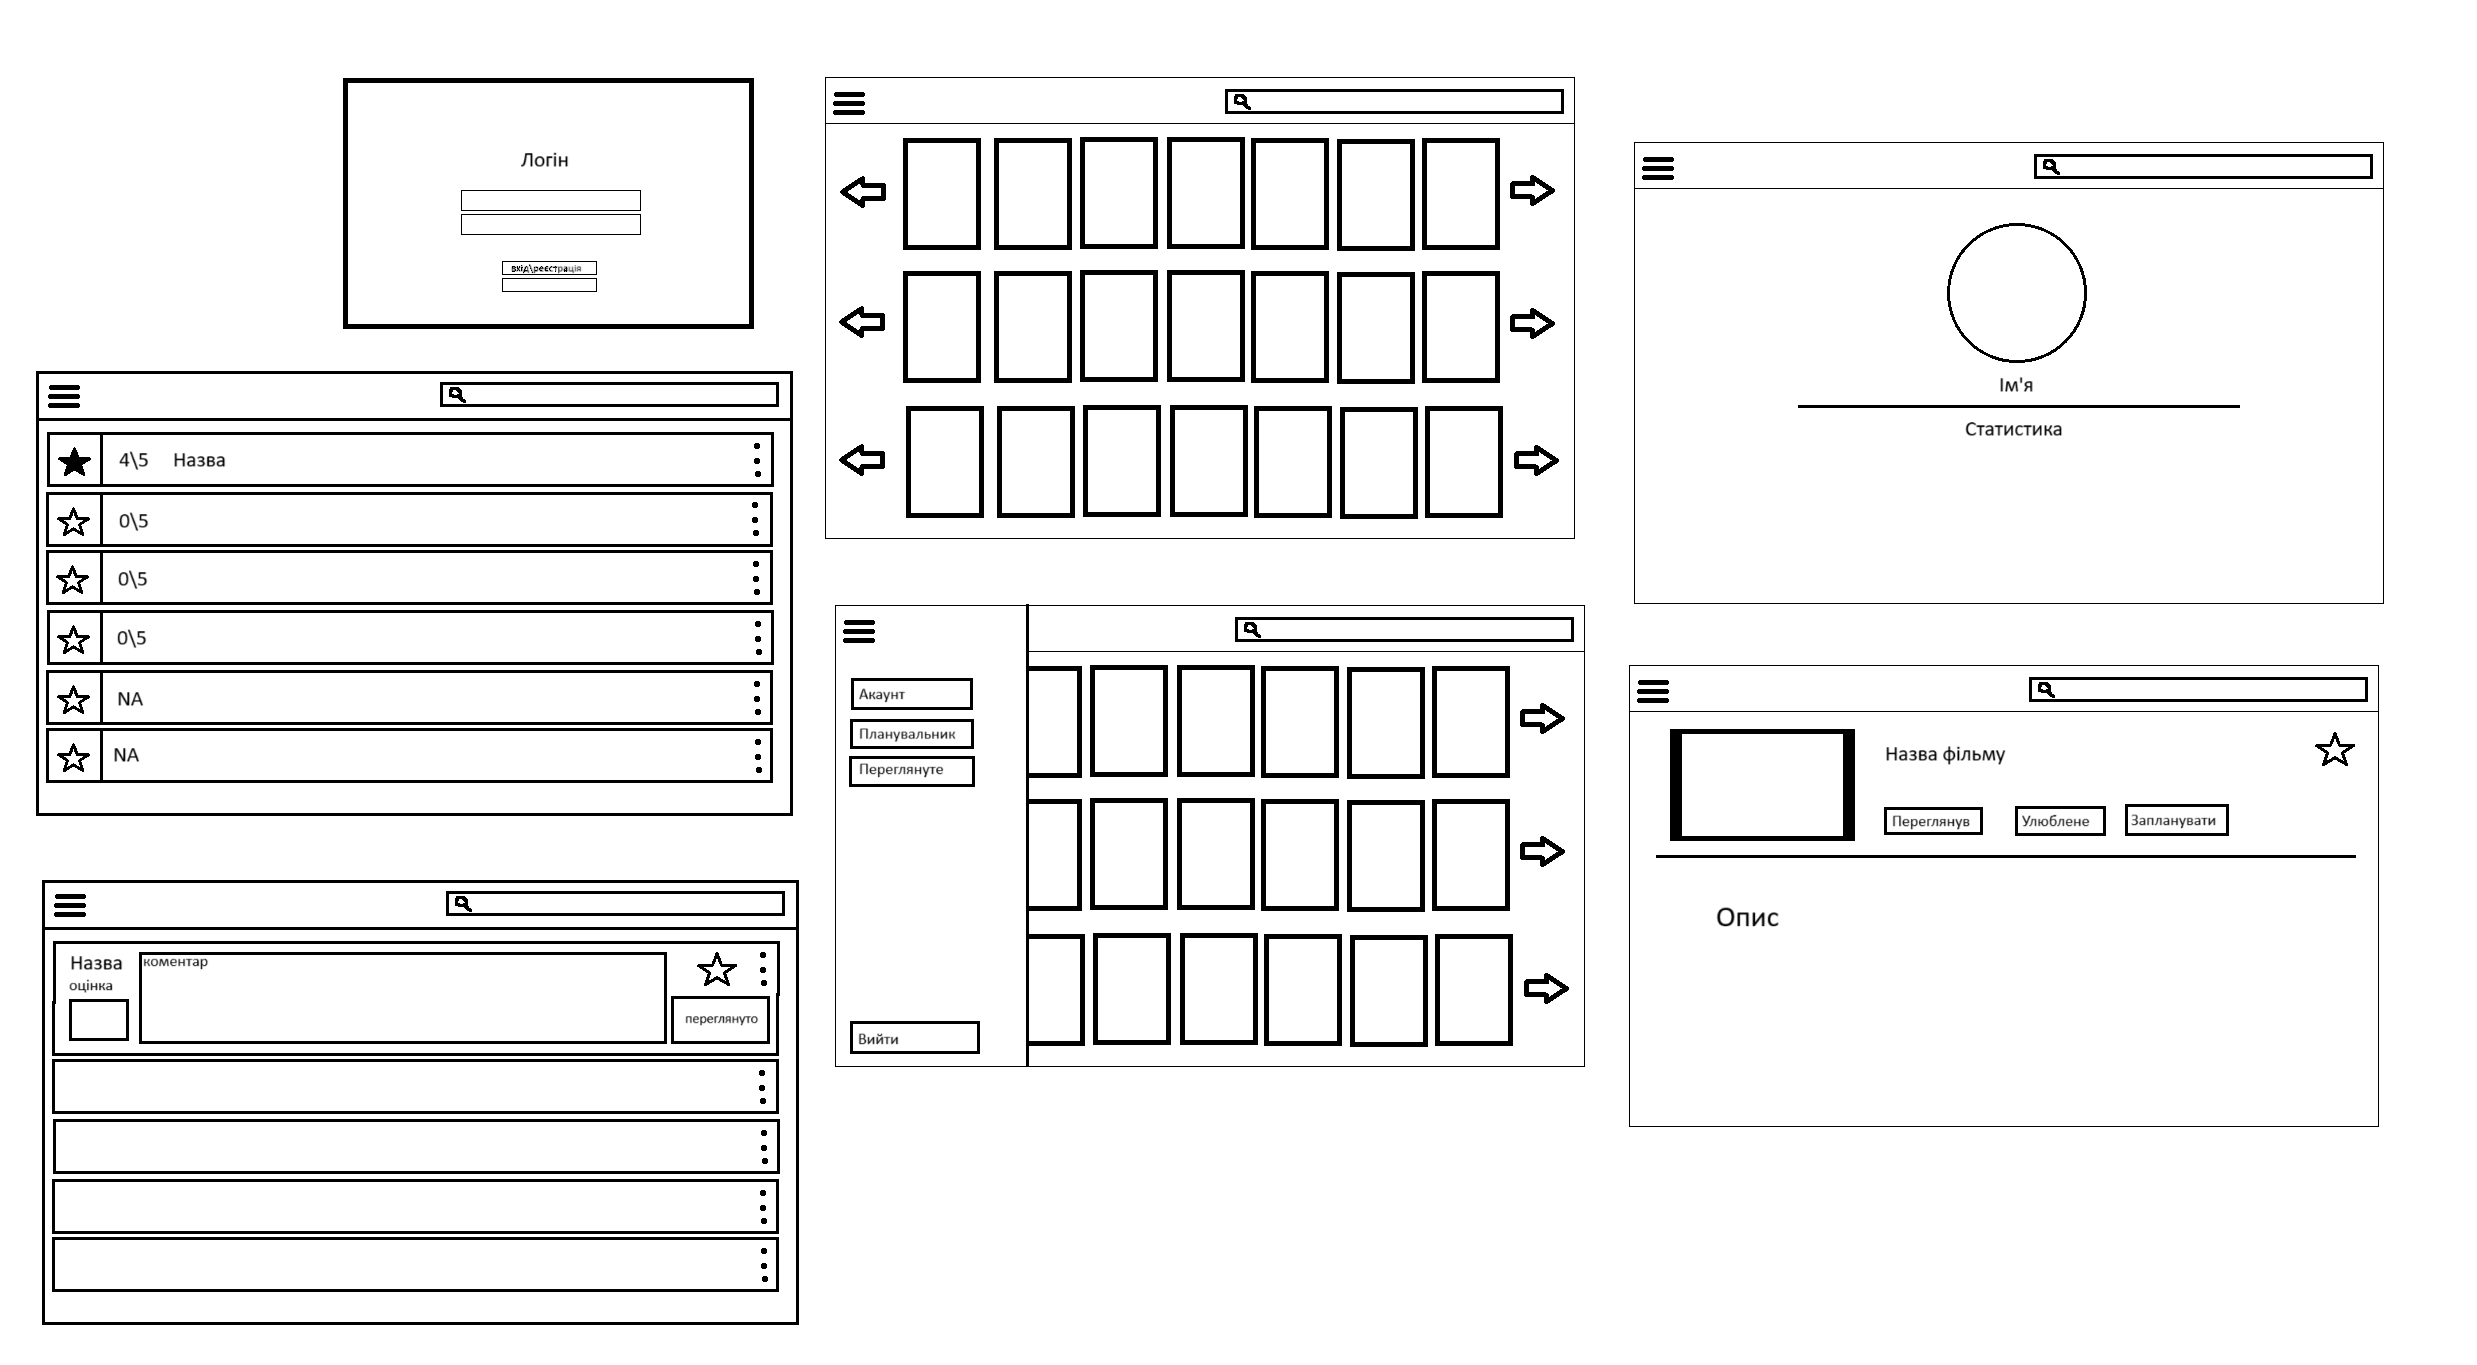 Логін
вхід\реєстрація
4\5 Назва
0\5
0\5
0\5
NA
NA
Назва
оцінка
коментар
переглянуто
Акаунт
Планувальник
Переглянуте
Вийти
Ім'я
Статистика
Назва фільму
Переглянув
Улюблене
Запланувати
Опис